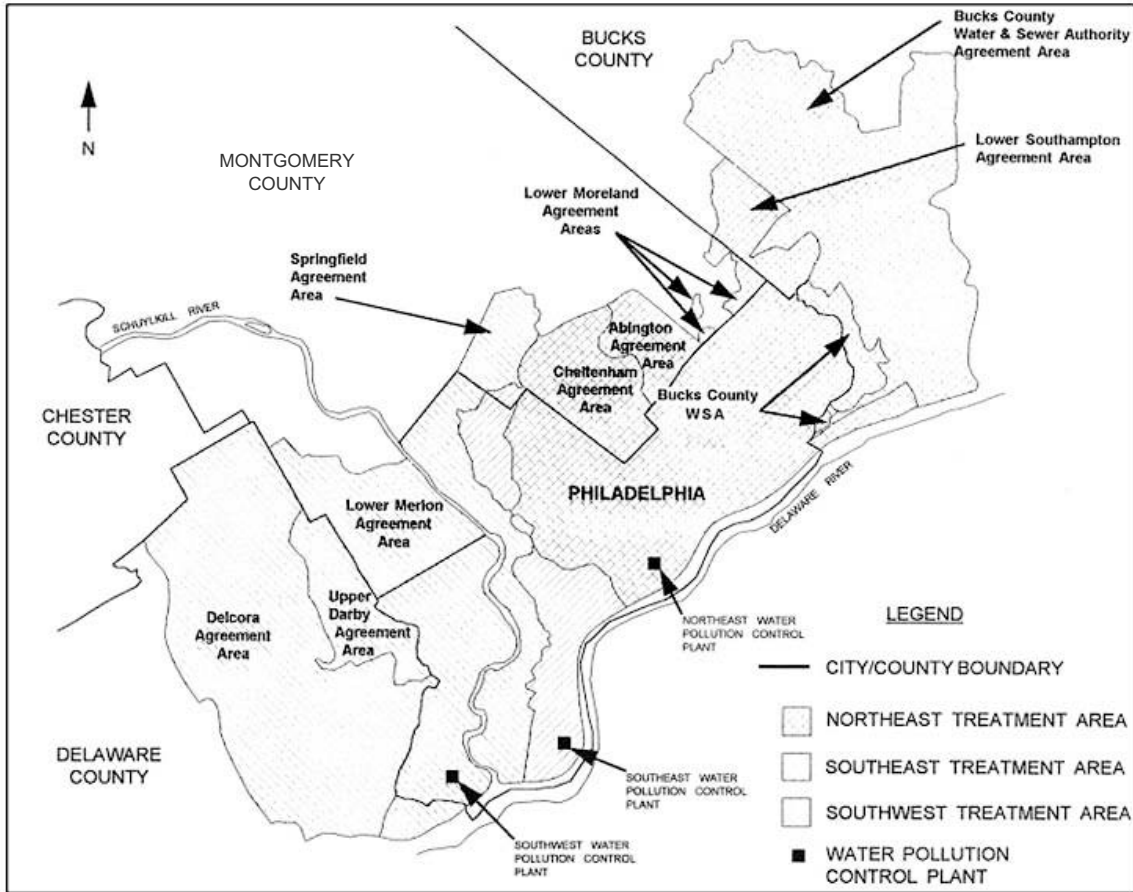 BUCKS
COUNTY
Bucks County
Water & Sewer Authority
Agreement Area
N
MONTGOMERY
COUNTY
Lower Southampton
Agreement Area
Lower Moreland
Agreement
Areas
Springfield
Agreement
Area
SCHUYLKILL RIVER
Abington
Agreement
Area
Cheltenham
Agreement
Area
Bucks County
WSA
CHESTER
COUNTY
PHILADELPHIA
DELAWARE RIVER
Lower Merion
Agreement
Area
Delcora
Agreement
Area
Upper
Darby
Agreement
Area
NORTHEAST WATER
POLLUTION CONTROL
PLANT
DELAWARE
COUNTY
SOUTHEAST WATER
POLLUTION CONTROL
PLANT
SOUTHWEST WATER
POLLUTION CONTROL
PLANT
LEGEND
CITY/COUNTY BOUNDARY
NORTHEAST TREATMENT AREA
SOUTHEAST TREATMENT AREA
SOUTHWEST TREATMENT AREA
WATER POLLUTION
CONTROL PLANT